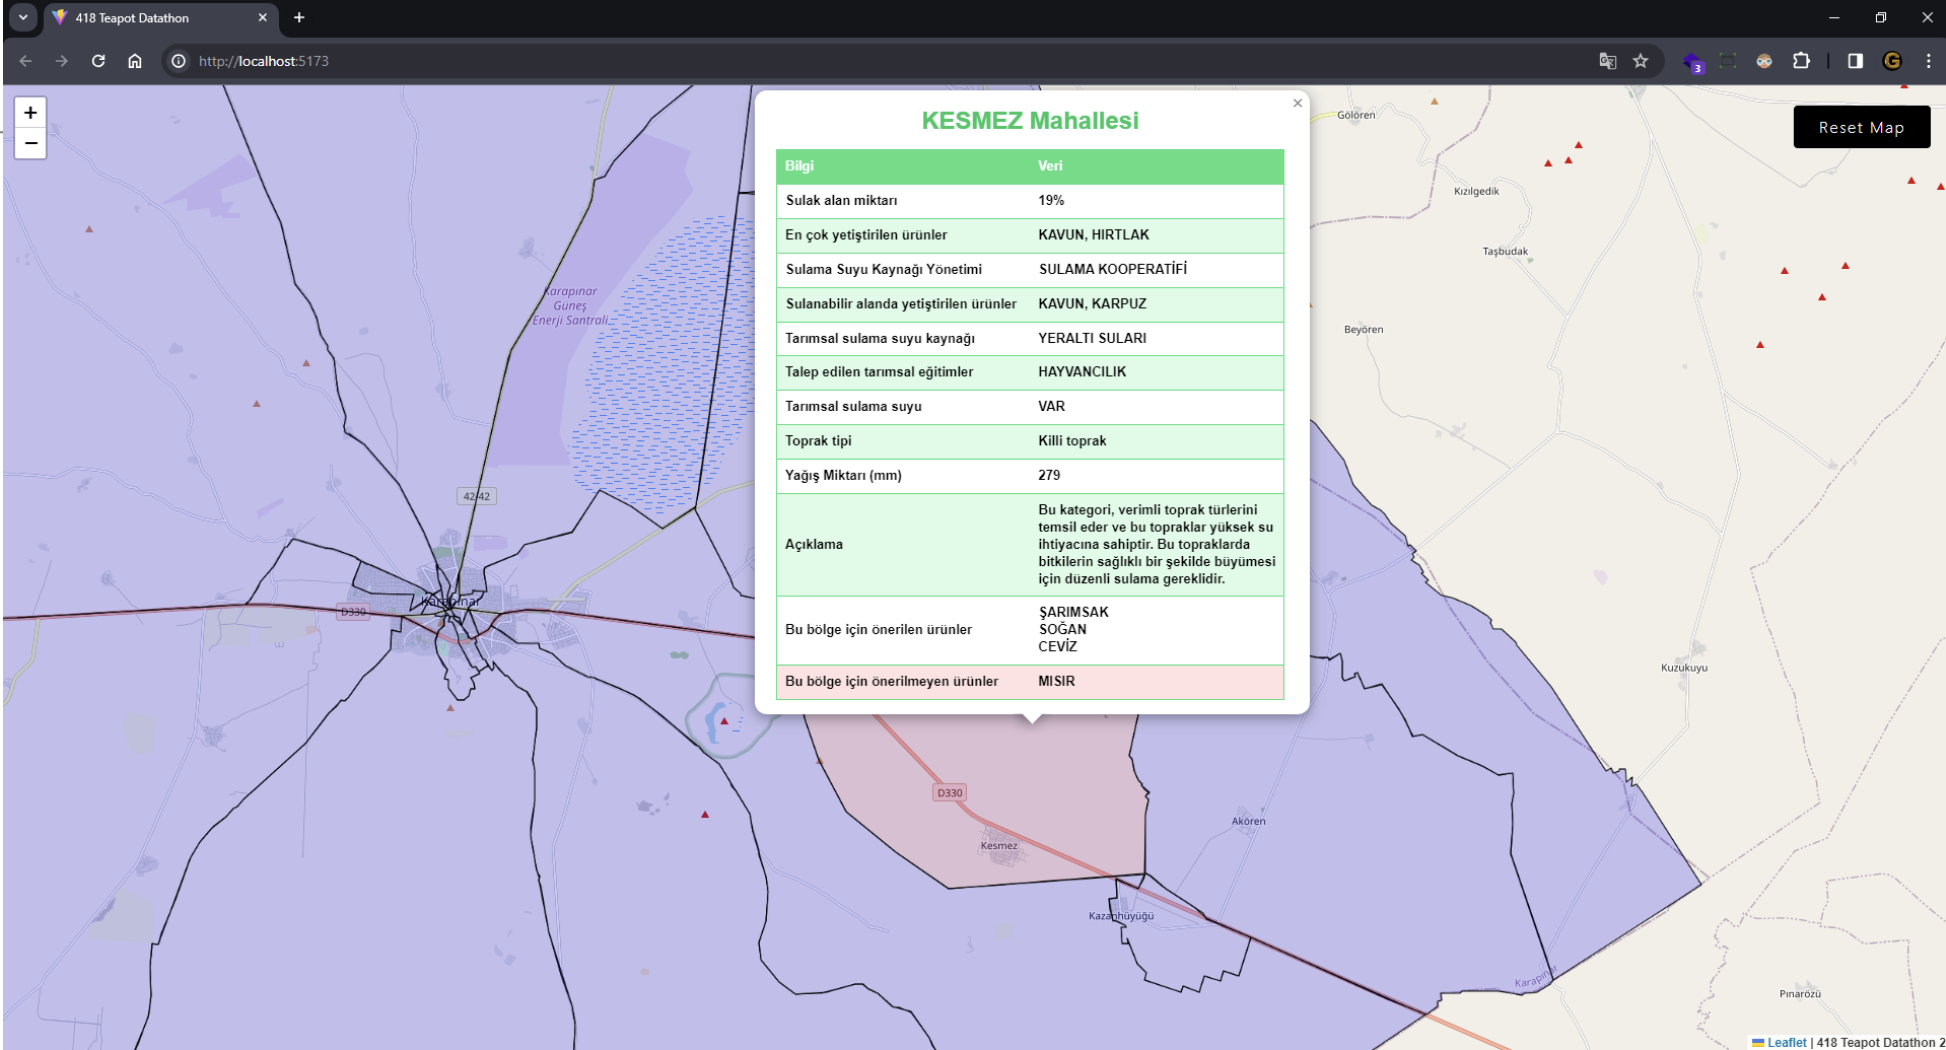 418 Teapot Datathon
http://localhost:5173
3
G
+
−
Reset Map
KESMEZ Mahallesi
Bilgi Veri
Sulak alan miktarı 19%
En çok yetiştirilen ürünler KAVUN, HIRTLAK
Sulama Suyu Kaynağı Yönetimi SULAMA KOOPERATİFİ
Sulanabilir alanda yetiştirilen ürünler KAVUN, KARPUZ
Tarımsal sulama suyu kaynağı YERALTI SULARI
Talep edilen tarımsal eğitimler HAYVANCILIK
Tarımsal sulama suyu VAR
Toprak tipi Killi toprak
Yağış Miktarı (mm) 279
Açıklama
Bu kategori, verimli toprak türlerini
temsil eder ve bu topraklar yüksek su
ihtiyacına sahiptir. Bu topraklarda
bitkilerin sağlıklı bir şekilde büyümesi
için düzenli sulama gereklidir.
Bu bölge için önerilen ürünler
ŞARIMSAK
SOĞAN
CEVİZ
Bu bölge için önerilmeyen ürünler MISIR
Karapınar
Güneş
Enerji Santrali
42-42
D330
Karapınar
Gölören
Kızılgedik
Taşbudak
Beyören
Kuzukuyu
D330
Kesmez
Akören
Kazanhüyüğü
Karapınar
Pınarözü
Leaflet | 418 Teapot Datathon 2